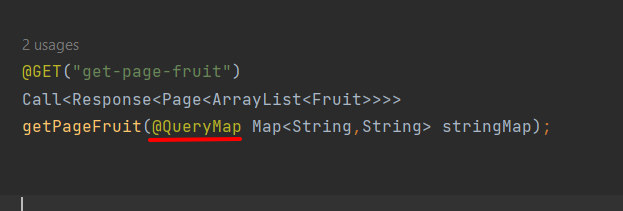 2 usages
@GET("get-page-fruit")
Call<Response<Page<ArrayList<Fruit>>>>
getPageFruit(@QueryMap Map<String,String> stringMap);